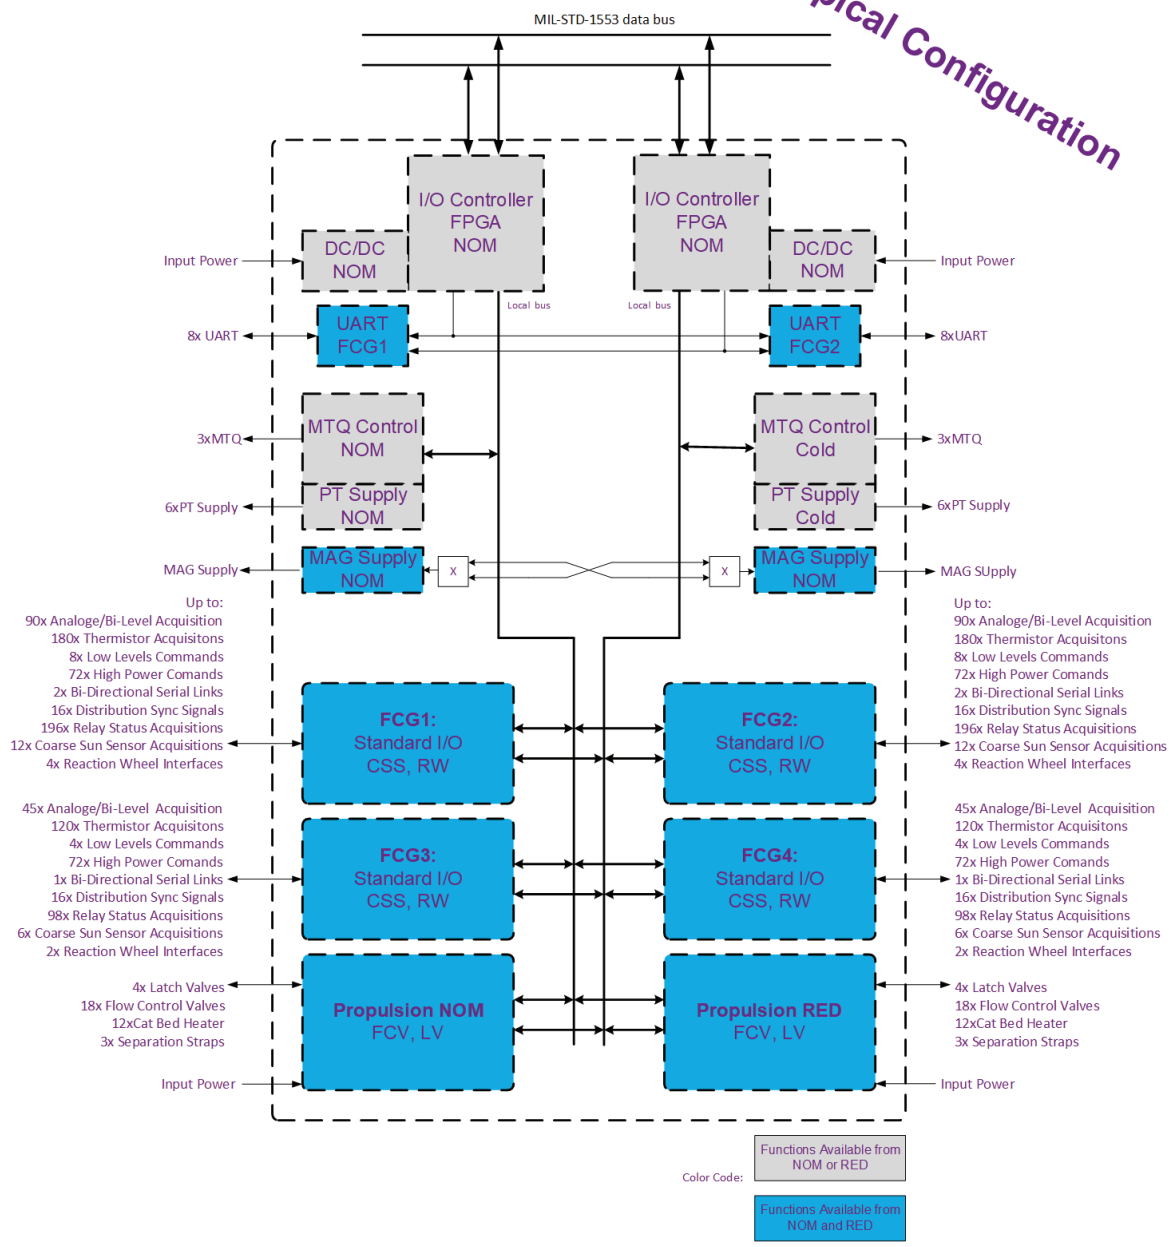 pical Configuration
MIL-STD-1553 data bus
I/O Controller
FPGA
NOM
I/O Controller
FPGA
NOM
DC/DC
NOM
DC/DC
NOM
Input Power
Input Power
Local bus
Local bus
UART
FCG1
UART
FCG2
8x UART
8xUART
MTQ Control
NOM
MTQ Control
Cold
3xMTQ
3xMTQ
PT Supply
NOM
PT Supply
Cold
6xPT Supply
6xPT Supply
MAG Supply
NOM
X
X
MAG Supply
NOM
MAG Supply
MAG SUpply
Up to:
90x Analoge/Bi-Level Acquisition
180x Thermistor Acquisitons
8x Low Levels Commands
72x High Power Comands
2x Bi-Directional Serial Links
16x Distribution Sync Signals
196x Relay Status Acquisitions
12x Coarse Sun Sensor Acquisitions
4x Reaction Wheel Interfaces
Up to:
90x Analoge/Bi-Level Acquisition
180x Thermistor Acquisitons
8x Low Levels Commands
72x High Power Comands
2x Bi-Directional Serial Links
16x Distribution Sync Signals
196x Relay Status Acquisitions
12x Coarse Sun Sensor Acquisitions
4x Reaction Wheel Interfaces
FCG1:
Standard I/O
CSS, RW
FCG2:
Standard I/O
CSS, RW
45x Analoge/Bi-Level Acquisition
120x Thermistor Acquisitons
4x Low Levels Commands
72x High Power Comands
1x Bi-Directional Serial Links
16x Distribution Sync Signals
98x Relay Status Acquisitions
6x Coarse Sun Sensor Acquisitions
2x Reaction Wheel Interfaces
45x Analoge/Bi-Level Acquisition
120x Thermistor Acquisitons
4x Low Levels Commands
72x High Power Comands
1x Bi-Directional Serial Links
16x Distribution Sync Signals
98x Relay Status Acquisitions
6x Coarse Sun Sensor Acquisitions
2x Reaction Wheel Interfaces
FCG3:
Standard I/O
CSS, RW
FCG4:
Standard I/O
CSS, RW
4x Latch Valves
18x Flow Control Valves
12xCat Bed Heater
3x Separation Straps
4x Latch Valves
18x Flow Control Valves
12xCat Bed Heater
3x Separation Straps
Propulsion NOM
FCV, LV
Propulsion RED
FCV, LV
Input Power
Input Power
Color Code:
Functions Available from
NOM or RED
Functions Available from
NOM and RED